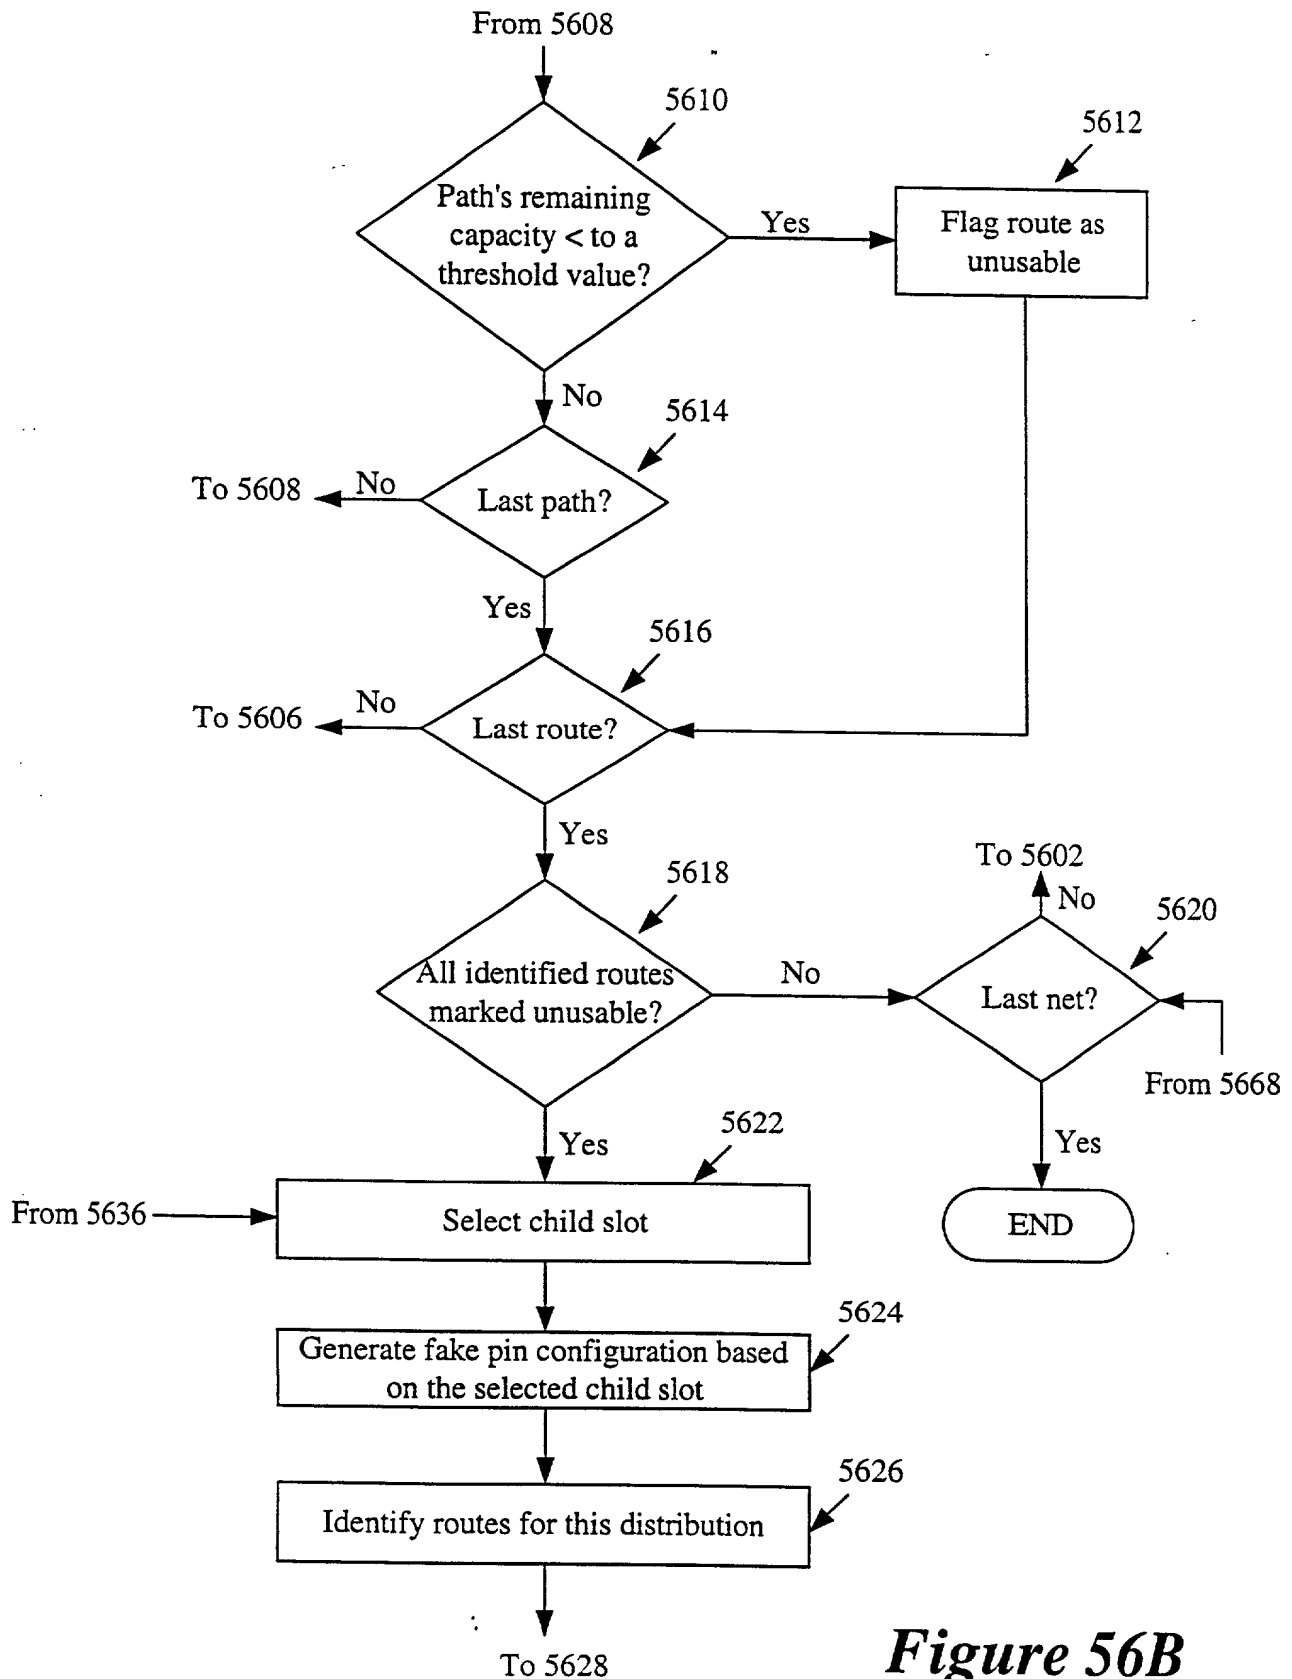 From 5608
5610
5612
Path's remaining
capacity < to a
threshold value?
Yes
Flag route as
unusable
No
5614
To 5608
No
Last path?
Yes
5616
To 5606
No
Last route?
Yes
To 5602
No
5618
5620
All identified routes
marked unusable?
No
Last net?
From 5668
Yes
Yes
5622
From 5636
Select child slot
END
5624
Generate fake pin configuration based
on the selected child slot
5626
Identify routes for this distribution
To 5628
Figure 56B